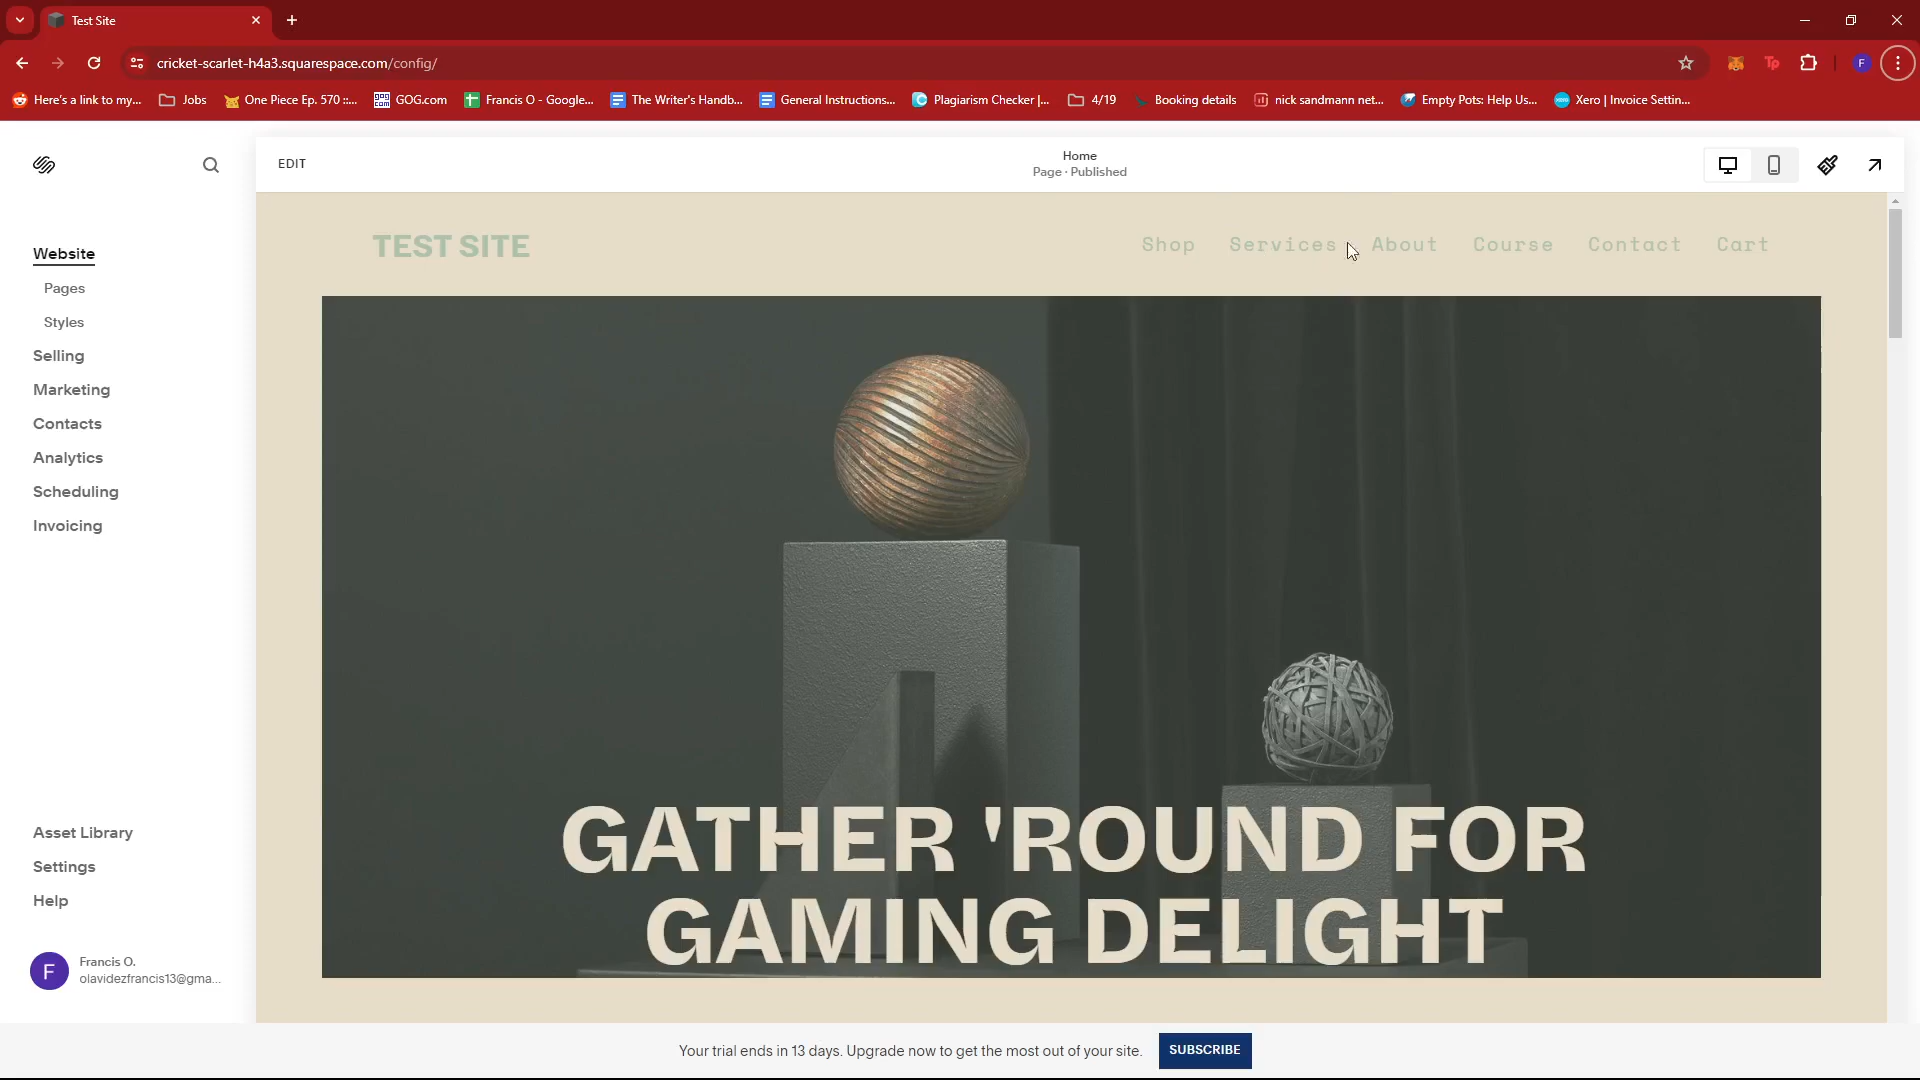 Test Site
cricket-scarlet-h4a3.squarespace.com/config/
Here's a link to my...
Jobs
One Piece Ep. 570 ::...
GOG.com
Francis O - Google...
The Writer's Handb...
General Instructions...
Plagiarism Checker |...
4/19
Booking details
nick sandmann net...
Empty Pots: Help Us...
Xero | Invoice Settin...
EDIT
Home
Page · Published
Website
Pages
Styles
Selling
Marketing
Contacts
Analytics
Scheduling
Invoicing
Asset Library
Settings
Help
F
Francis O.
olavidezfrancis13@gma...
TEST SITE
Shop Services About Course Contact Cart
GATHER 'ROUND FOR
GAMING DELIGHT
Your trial ends in 13 days. Upgrade now to get the most out of your site.
SUBSCRIBE